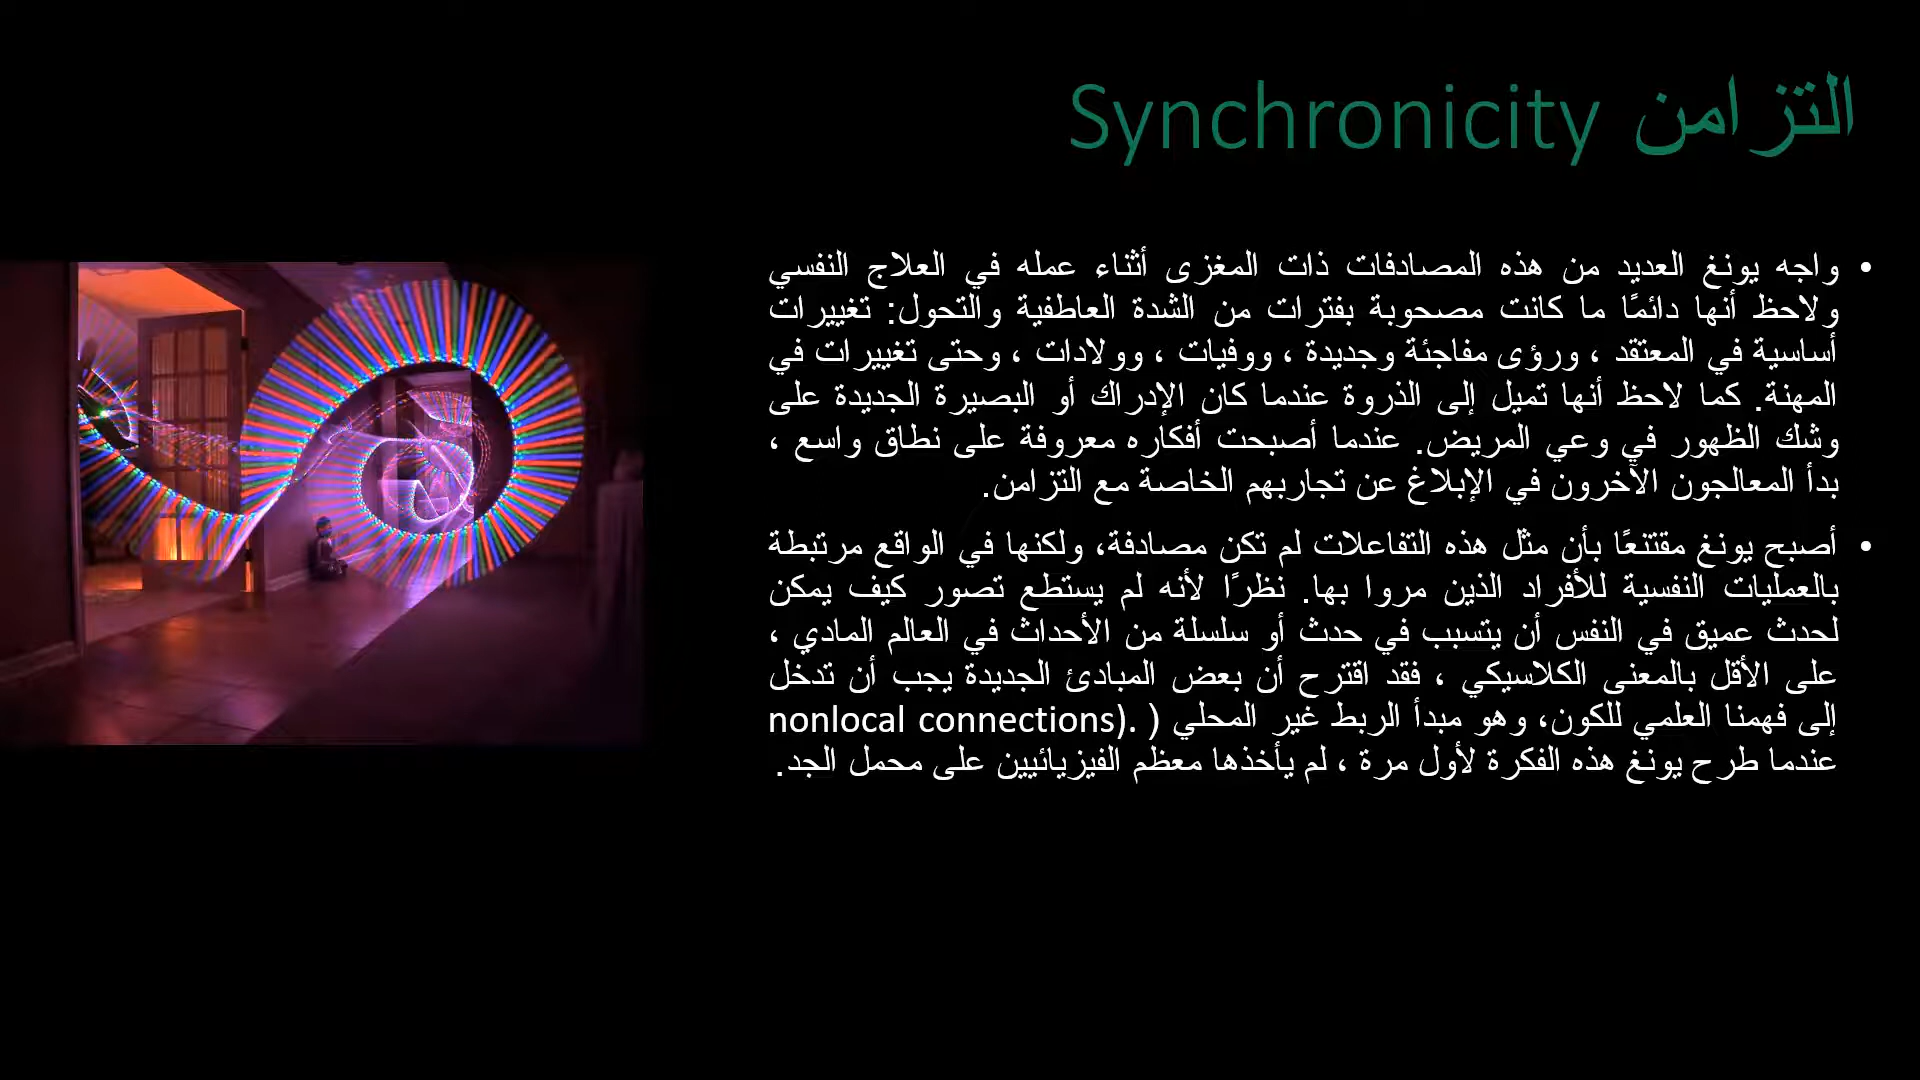 التزامن Synchronicity
• واجه يونغ العديد من هذه المصادفات ذات المغزى أثناء عمله في العلاج النفسي
ولاحظ أنها دائمًا ما كانت مصحوبة بفترات من الشدة العاطفية والتحول: تغييرات
أساسية في المعتقد ، ورؤى مفاجئة وجديدة ، ووفيات ، وولادات ، وحتى تغييرات في
المهنة. كما لاحظ أنها تميل إلى الذروة عندما كان الإدراك أو البصيرة الجديدة على
وشك الظهور في وعي المريض. عندما أصبحت أفكاره معروفة على نطاق واسع ،
بدأ المعالجون الآخرون في الإبلاغ عن تجاربهم الخاصة مع التزامن.
• أصبح يونغ مقتنعًا بأن مثل هذه التفاعلات لم تكن مصادفة، ولكنها في الواقع مرتبطة
بالعمليات النفسية للأفراد الذين مروا بها. نظرًا لأنه لم يستطع تصور كيف يمكن
لحدث عميق في النفس أن يتسبب في حدث أو سلسلة من الأحداث في العالم المادي ،
على الأقل بالمعنى الكلاسيكي ، فقد اقترح أن بعض المبادئ الجديدة يجب أن تدخل
إلى فهمنا العلمي للكون، وهو مبدأ الربط غير المحلي ( .(nonlocal connections
عندما طرح يونغ هذه الفكرة لأول مرة ، لم يأخذها معظم الفيزيائيين على محمل الجد.